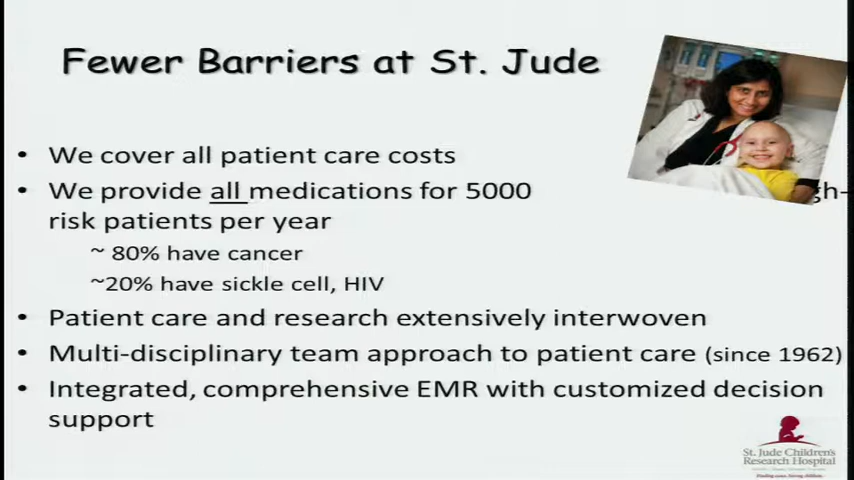 Fewer Barriers at St. Jude
• We cover all patient care costs
• We provide all medications for 5000 gh-
risk patients per year
~ 80% have cancer
~20% have sickle cell, HIV
• Patient care and research extensively interwoven
• Multi-disciplinary team approach to patient care (since 1962)
• Integrated, comprehensive EMR with customized decision
support
St. Jude Children's
Research Hospital